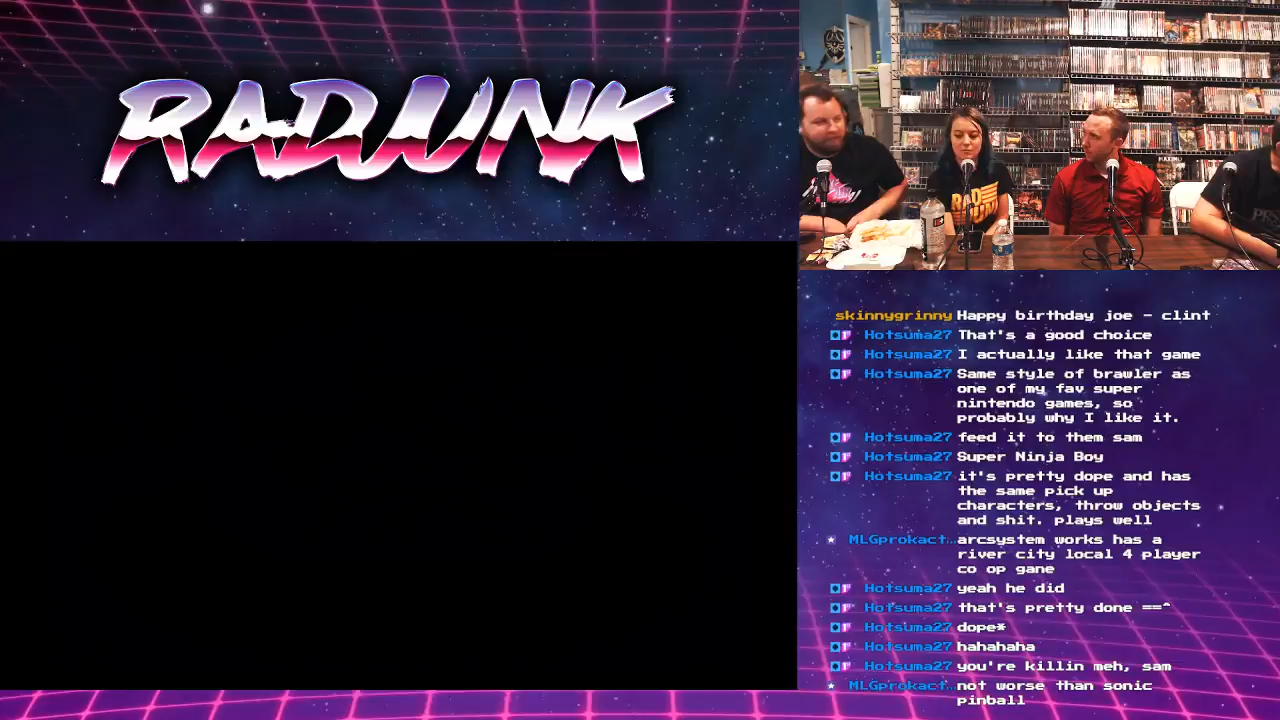 RADJUNK
RAD
skinnygrinny Happy birthday joe - clint
Hotsuma27 That's a good choice
Hotsuma27 I actually like that game
Hotsuma27 Same style of brawler as
one of my fav super
nintendo games, so
probably why I like it.
Hotsuma27 feed it to them sam
Hotsuma27 Super Ninja Boy
Hotsuma27 it's pretty dope and has
the same pick up
characters, throw objects
and shit. plays well
MLGprokact… arcsystem works has a
river city local 4 player
co op gane
Hotsuma27 yeah he did
Hotsuma27 that's pretty done ==^
Hotsuma27 dope*
Hotsuma27 hahahaha
Hotsuma27 you're killin meh, sam
MLGprokact… not worse than sonic
pinball